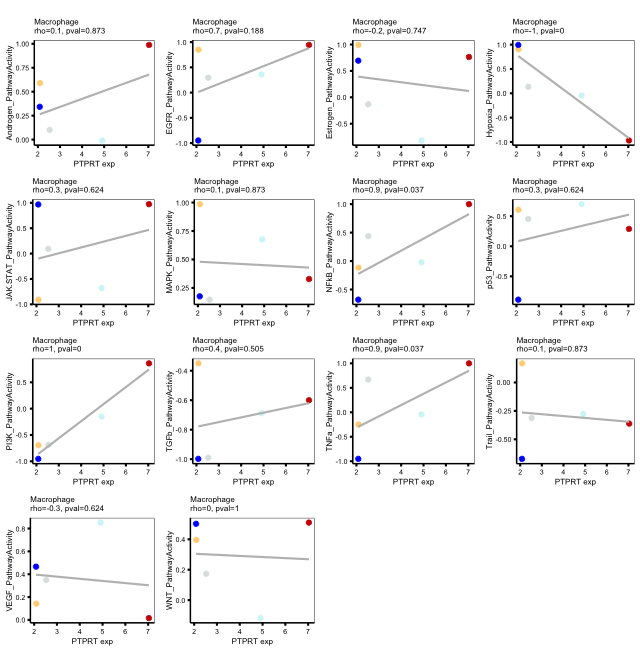 Macrophage
rho=0.1, pval=0.873
Androgen_PathwayActivity
1.00
0.75
0.50
0.25
0.00
2 3 4 5 6 7
PTPRT exp
Macrophage
rho=0.7, pval=0.188
EGFR_PathwayActivity
1.0
0.5
0.0
-0.5
-1.0
2 3 4 5 6 7
PTPRT exp
Macrophage
rho=-0.2, pval=0.747
Estrogen_PathwayActivity
1.0
0.5
0.0
-0.5
2 3 4 5 6 7
PTPRT exp
Macrophage
rho=-1, pval=0
Hypoxia_PathwayActivity
1.0
0.5
0.0
-0.5
-1.0
2 3 4 5 6 7
PTPRT exp
Macrophage
rho=0.3, pval=0.624
JAK.STAT_PathwayActivity
1.0
0.5
0.0
-0.5
-1.0
2 3 4 5 6 7
PTPRT exp
Macrophage
rho=0.1, pval=0.873
MAPK_PathwayActivity
1.00
0.75
0.50
0.25
2 3 4 5 6 7
PTPRT exp
Macrophage
rho=0.9, pval=0.037
NFkB_PathwayActivity
1.0
0.5
0.0
-0.5
2 3 4 5 6 7
PTPRT exp
Macrophage
rho=0.3, pval=0.624
p53_PathwayActivity
0.5
0.0
-0.5
2 3 4 5 6 7
PTPRT exp
Macrophage
rho=1, pval=0
PI3K_PathwayActivity
0.5
0.0
-0.5
-1.0
2 3 4 5 6 7
PTPRT exp
Macrophage
rho=0.4, pval=0.505
TGFb_PathwayActivity
-0.4
-0.6
-0.8
-1.0
2 3 4 5 6 7
PTPRT exp
Macrophage
rho=0.9, pval=0.037
TNFa_PathwayActivity
1.0
0.5
0.0
-0.5
-1.0
2 3 4 5 6 7
PTPRT exp
Macrophage
rho=0.1, pval=0.873
Trail_PathwayActivity
0.00
-0.25
-0.50
2 3 4 5 6 7
PTPRT exp
Macrophage
rho=-0.3, pval=0.624
VEGF_PathwayActivity
0.8
0.6
0.4
0.2
0.0
2 3 4 5 6 7
PTPRT exp
Macrophage
rho=0, pval=1
WNT_PathwayActivity
0.4
0.2
0.0
2 3 4 5 6 7
PTPRT exp